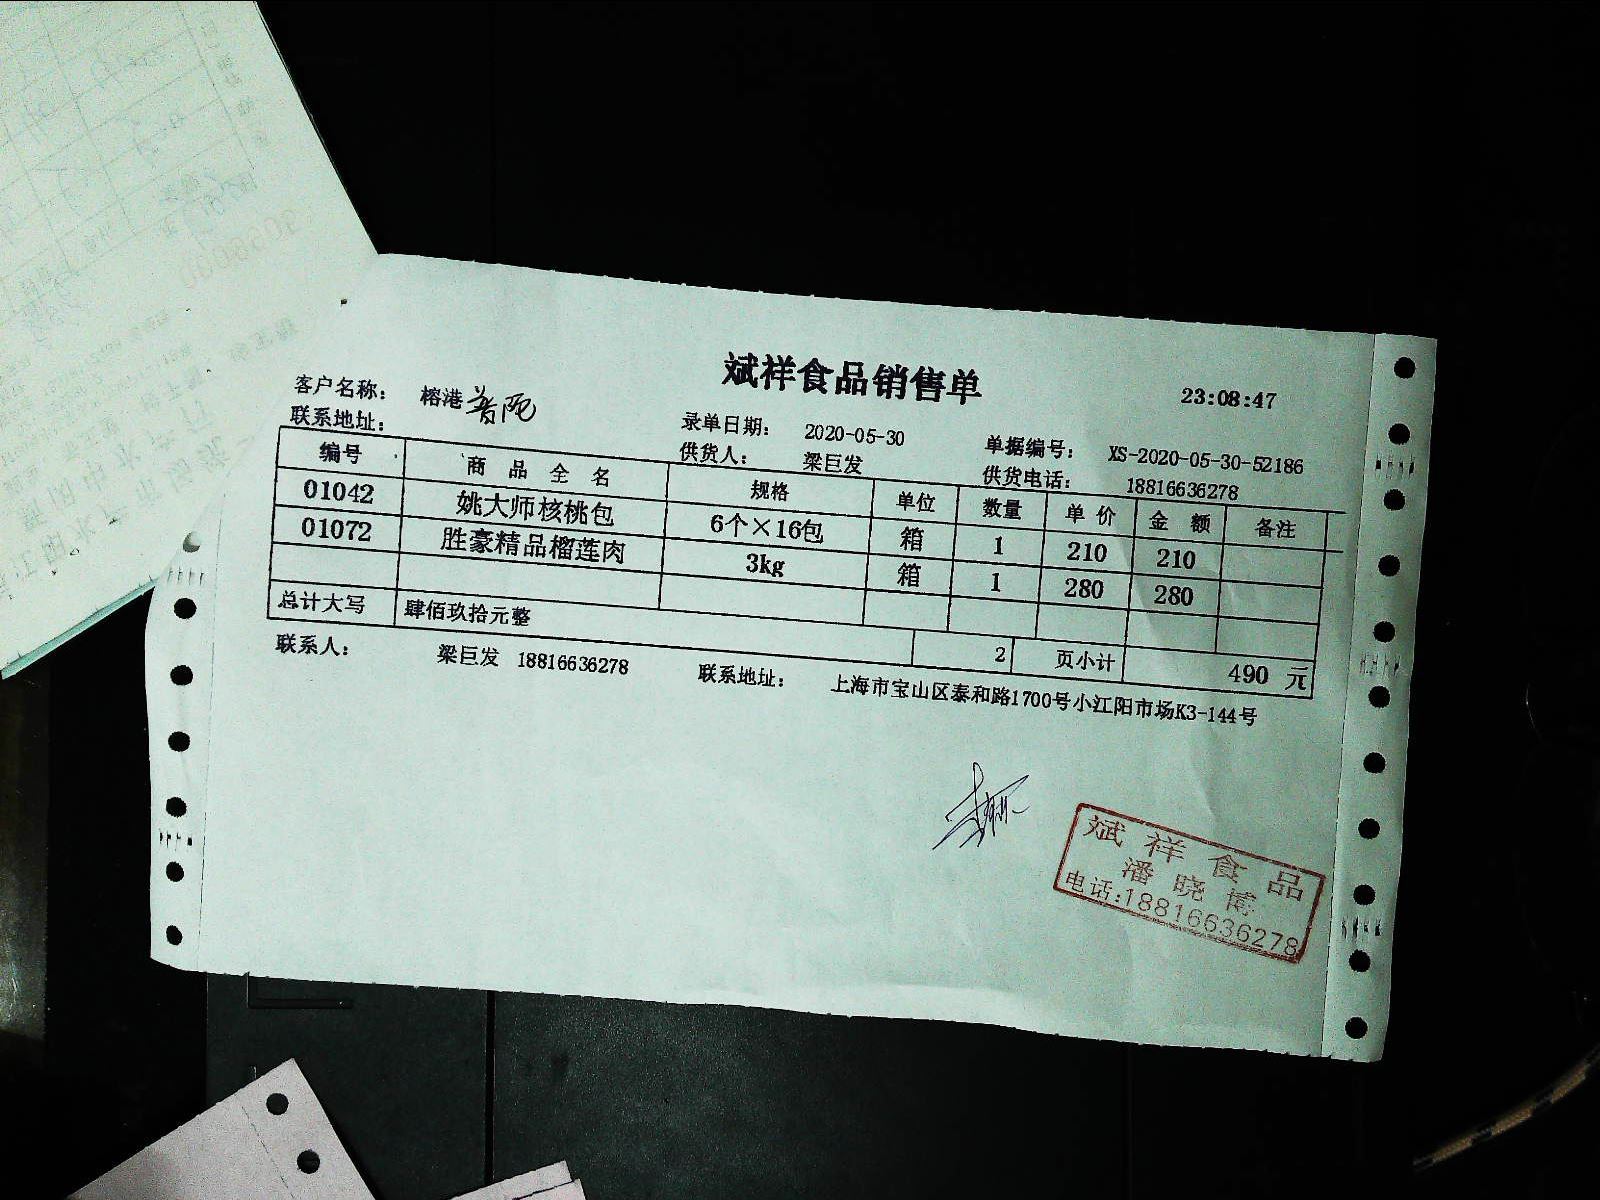 斌祥食品销售单 23:08:47
客户名称： 榕港 普陀 录单日期： 2020-05-30 单据编号： XS-2020-05-30-52186
联系地址： 供货人： 梁巨发 供货电话： 18816636278
编号 商品全名 规格 单位 数量 单价 金额 备注
01042 姚大师核桃包 6个×16包 箱 1 210 210
01072 胜豪精品榴莲肉 3kg 箱 1 280 280
总计大写 肆佰玖拾元整 2 页小计 490 元
联系人： 梁巨发 18816636278 联系地址： 上海市宝山区泰和路1700号小江阳市场K3-144号
斌祥食品
潘晓博
电话:18816636278